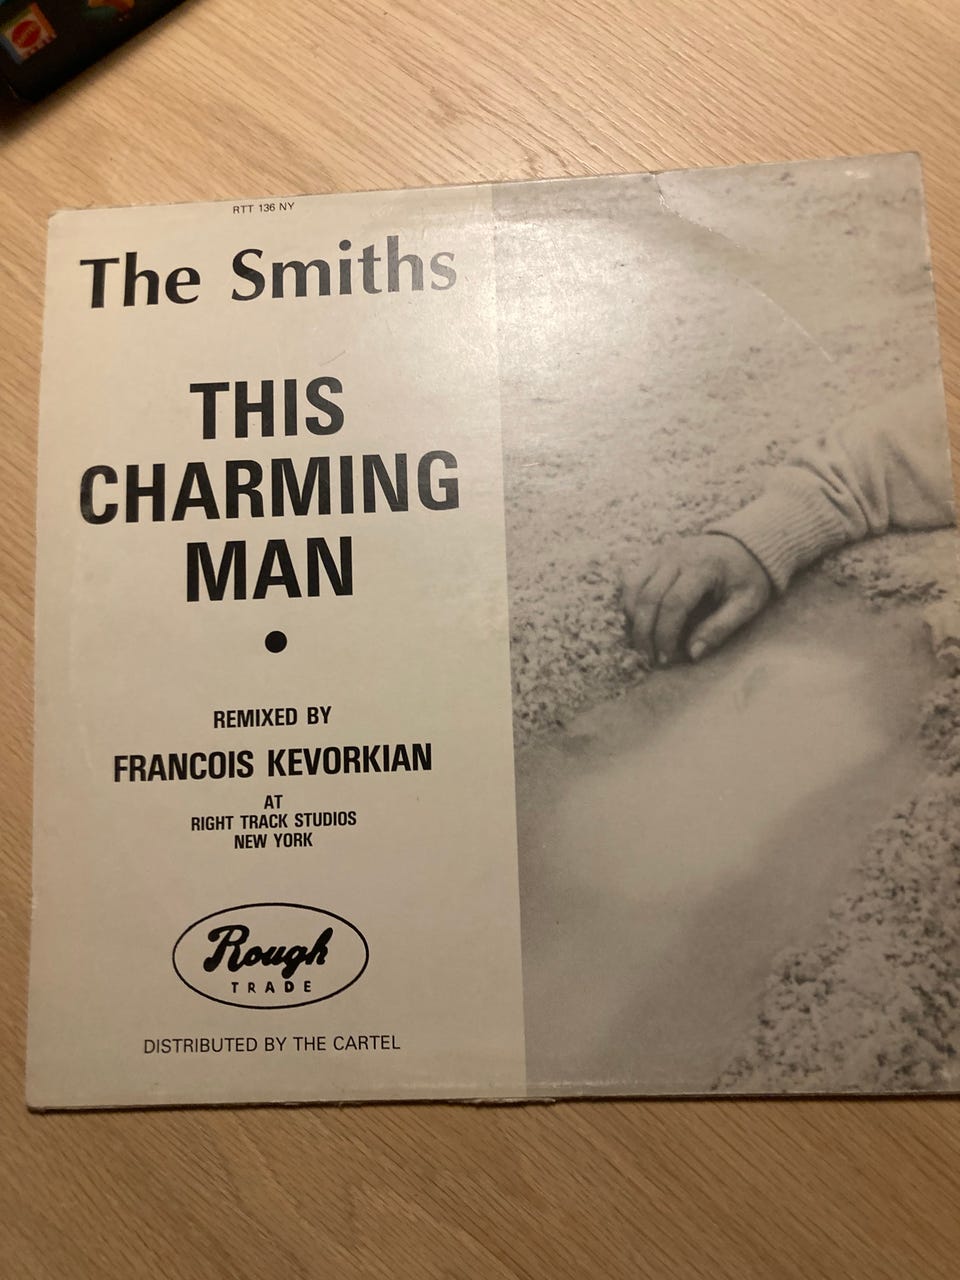 RTT 136 NY
The Smiths
THIS
CHARMING
MAN
●
REMIXED BY
FRANCOIS KEVORKIAN
AT
RIGHT TRACK STUDIOS
NEW YORK
Rough
TRADE
DISTRIBUTED BY THE CARTEL